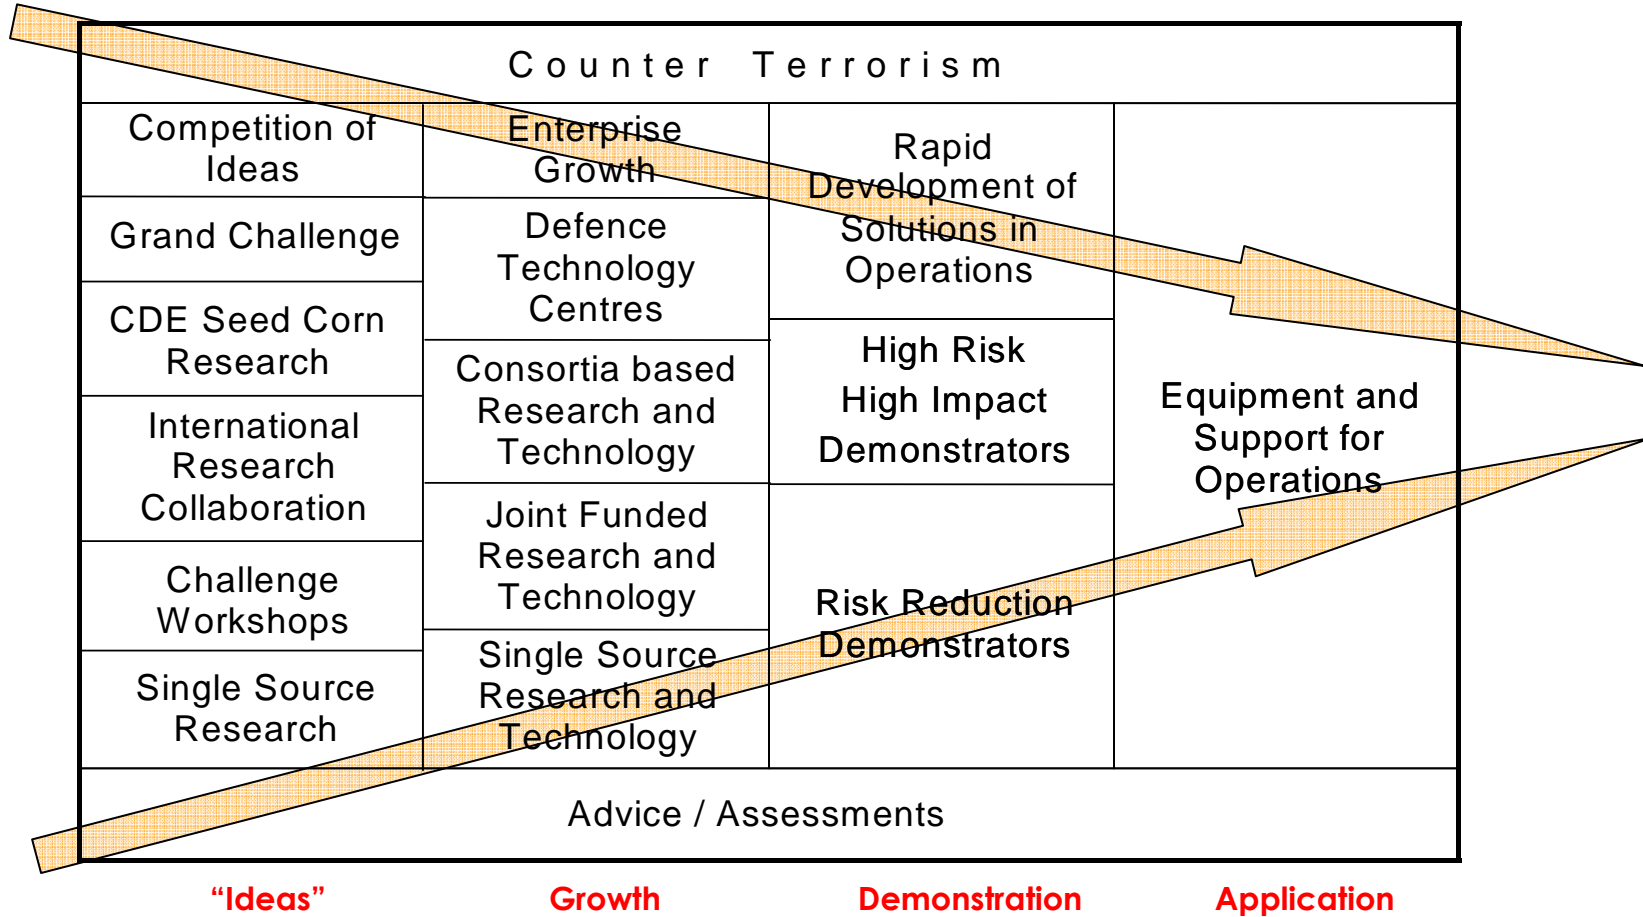 Counter Terrorism
Competition of
Ideas
Grand Challenge
CDE Seed Corn
Research
International
Research
Collaboration
Challenge
Workshops
Single Source
Research
Enterprise
Growth
Defence
Technology
Centres
Consortia based
Research and
Technology
Joint Funded
Research and
Technology
Single Source
Research and
Technology
Rapid
Development of
Solutions in
Operations
High Risk
High Impact
Demonstrators
Risk Reduction
Demonstrators
Equipment and
Support for
Operations
Advice / Assessments
“Ideas”
Growth
Demonstration
Application